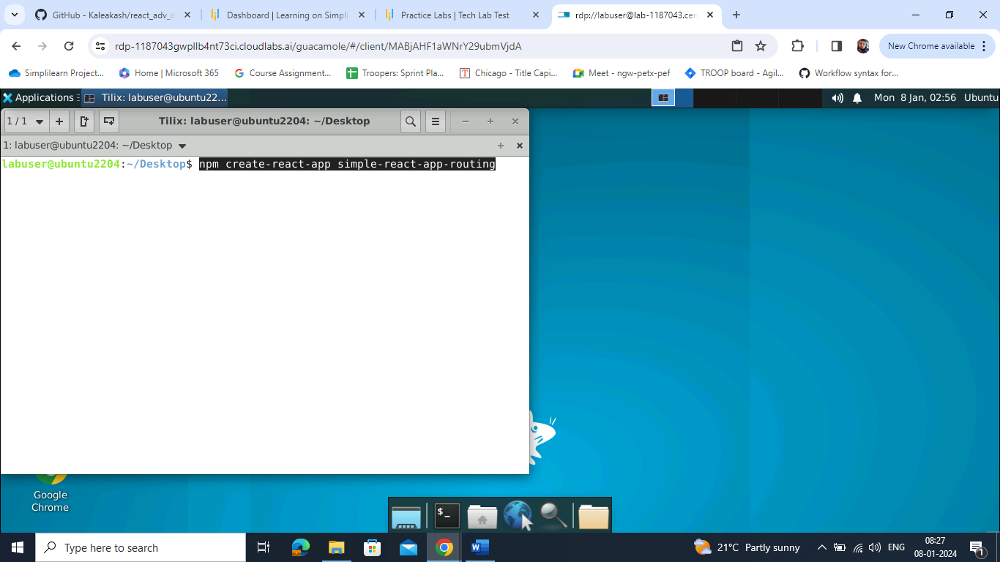 GitHub - Kaleakash/react_adv_d
Dashboard | Learning on Simpli
Practice Labs | Tech Lab Test
rdp://labuser@lab-1187043.cen
rdp-1187043gwpllb4nt73ci.cloudlabs.ai/guacamole/#/client/MABjAHF1aWNrY29ubmVjdA
New Chrome available
Simplilearn Project...
Home | Microsoft 365
Course Assignment...
Troopers: Sprint Pla...
Chicago - Title Capi...
Meet - ngw-petx-pef
TROOP board - Agil...
Workflow syntax for...
Applications
Tilix: labuser@ubuntu22...
Mon 8 Jan, 02:56 Ubuntu
1 / 1
Tilix: labuser@ubuntu2204: ~/Desktop
1: labuser@ubuntu2204: ~/Desktop
labuser@ubuntu2204:~/Desktop$ npm create-react-app simple-react-app-routing
Google
Chrome
$_
Type here to search
21°C Partly sunny
ENG
08:27
08-01-2024
1